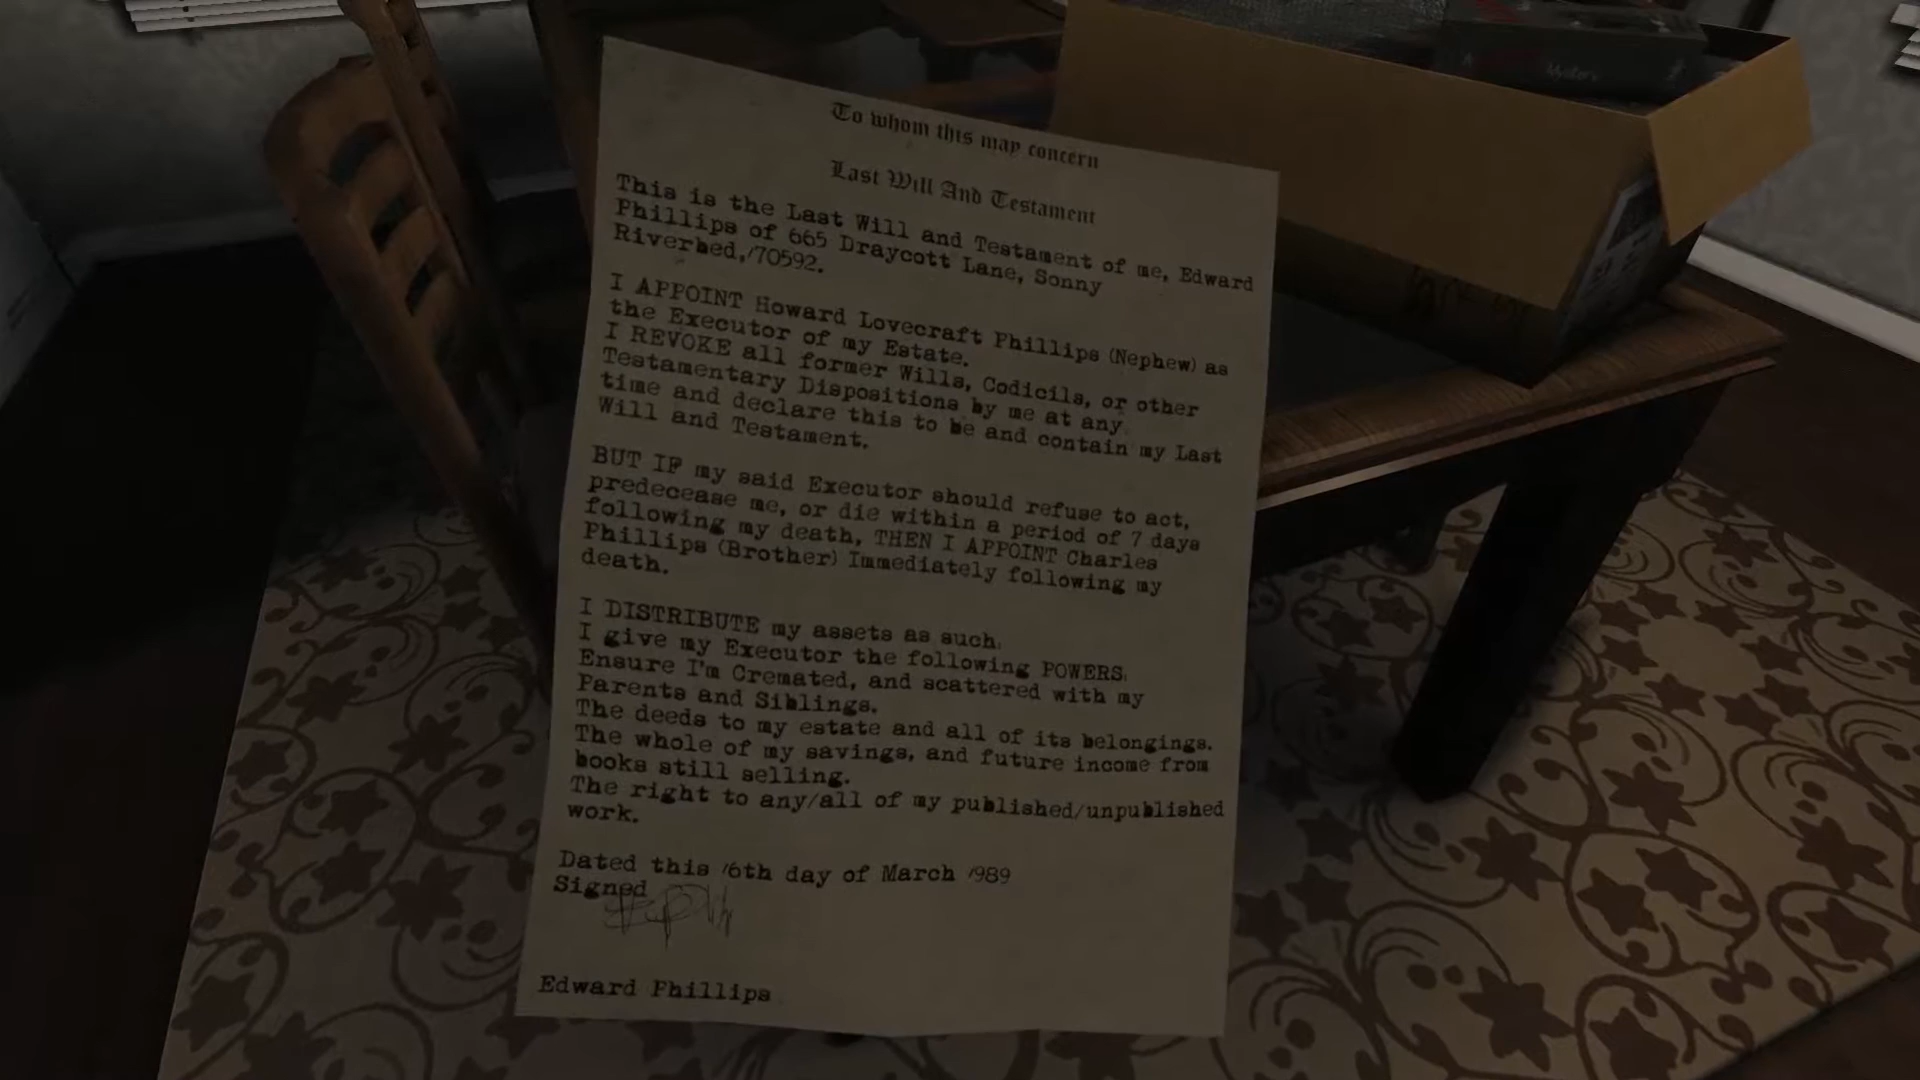 To whom this may concern
Last Will And Testament
This is the Last Will and Testament of me, Edward
Phillips of 665 Draycott Lane, Sonny
Riverbed, 70592.
I APPOINT Howard Lovecraft Phillips (Nephew) as
the Executor of my Estate.
I REVOKE all former Wills, Codicils, or other
Testamentary Dispositions by me at any
time and declare this to be and contain my Last
Will and Testament.
BUT IF my said Executor should refuse to act,
predecease me, or die within a period of 7 days
following my death, THEN I APPOINT Charles
Phillips (Brother) Immediately following my
death.
I DISTRIBUTE my assets as such.
I give my Executor the following POWERS.
Ensure I'm Cremated, and scattered with my
Parents and Siblings.
The deeds to my estate and all of its belongings.
The whole of my savings, and future income from
books still selling.
The right to any/all of my published/unpublished
work.
Dated this 16th day of March 1989
Signed
Edward Phillips